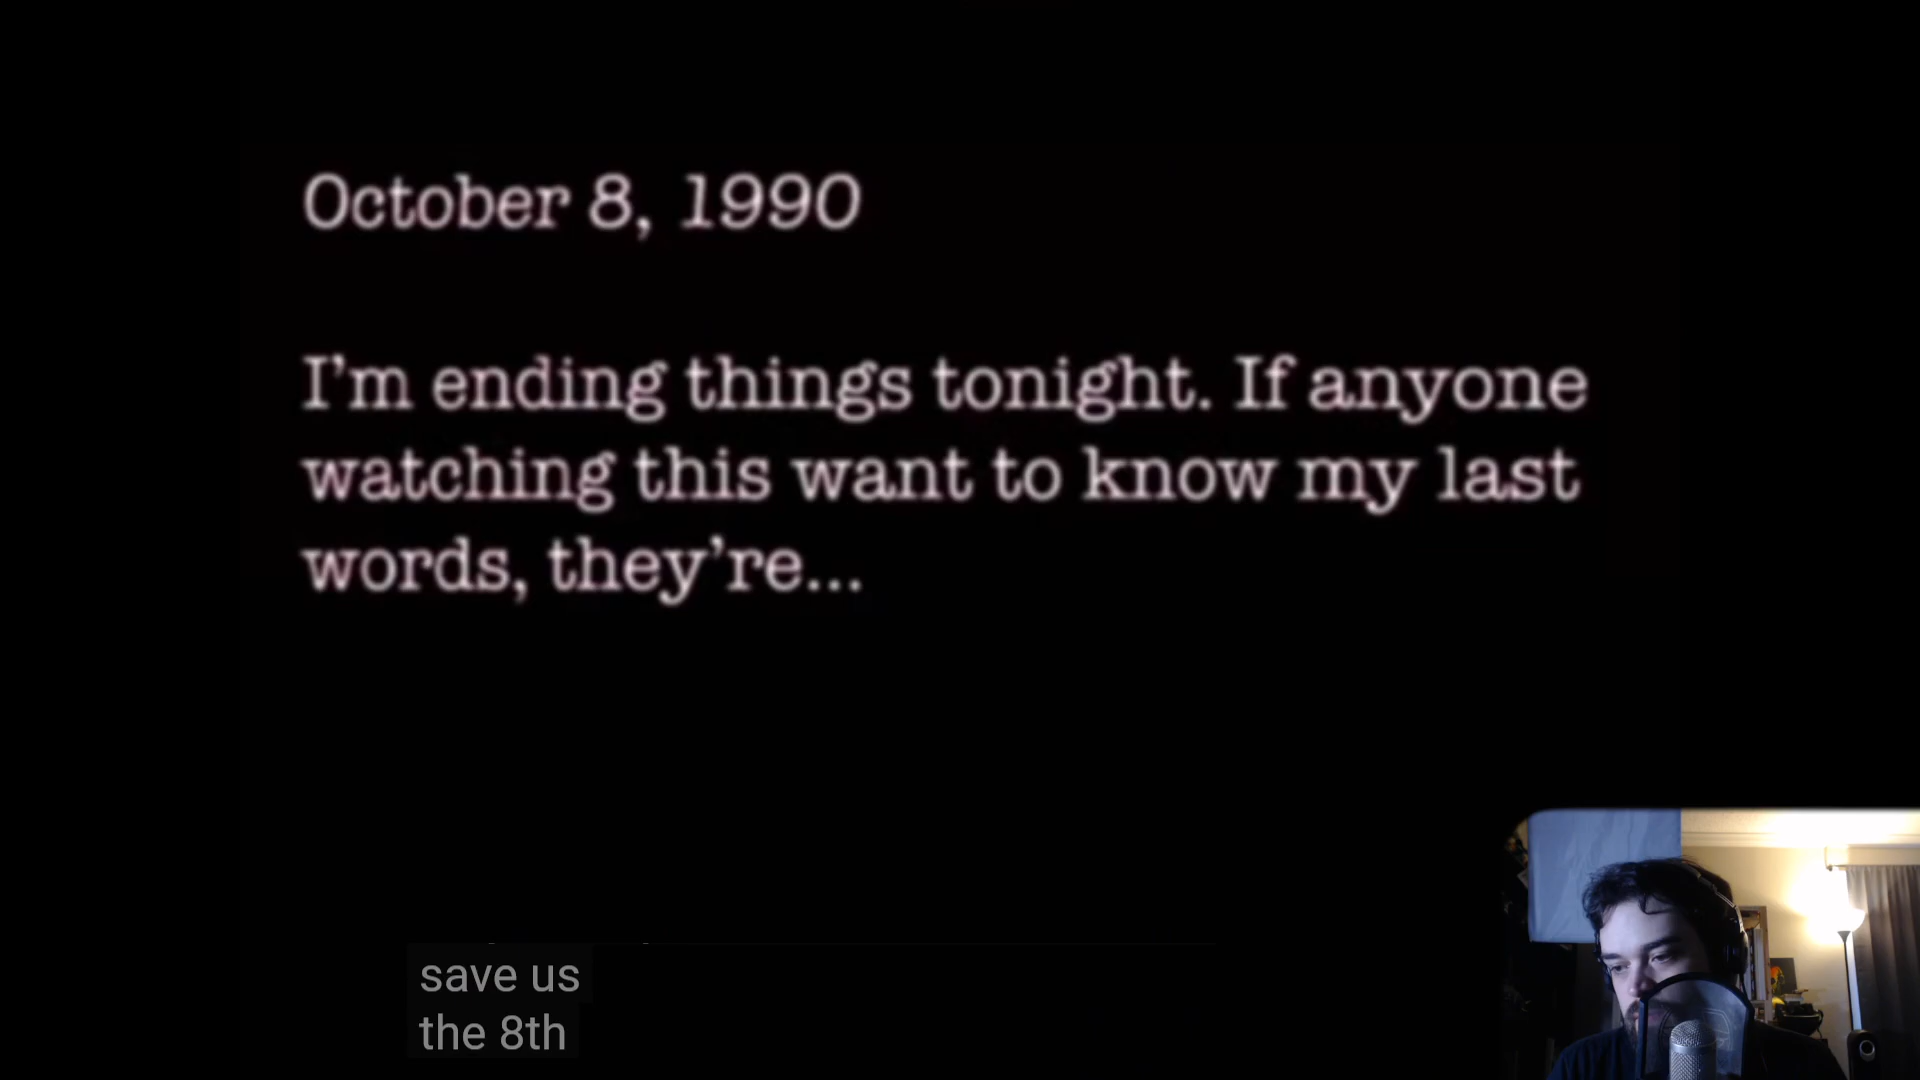 October 8, 1990
I'm ending things tonight. If anyone
watching this want to know my last
words, they're...
save us
the 8th